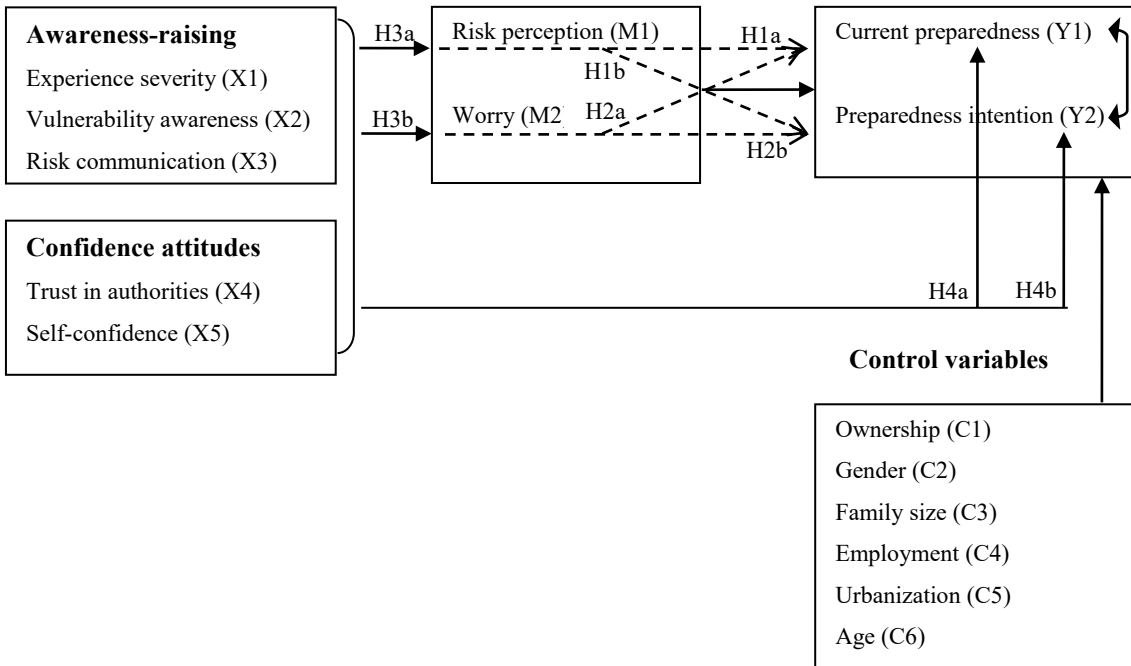 Awareness-raising
Experience severity (X1)
Vulnerability awareness (X2)
Risk communication (X3)
Confidence attitudes
Trust in authorities (X4)
Self-confidence (X5)
H3a
H3b
Risk perception (M1)
Worry (M2)
H1a
H1b
H2a
H2b
Current preparedness (Y1)
Preparedness intention (Y2)
H4a
H4b
Control variables
Ownership (C1)
Gender (C2)
Family size (C3)
Employment (C4)
Urbanization (C5)
Age (C6)